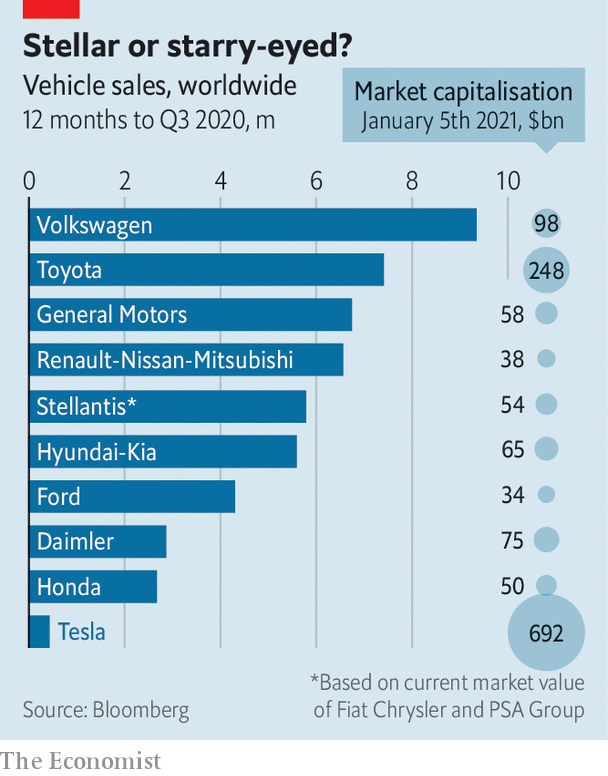 Stellar or starry-eyed?
Vehicle sales, worldwide
12 months to Q3 2020, m
Market capitalisation
January 5th 2021, $bn
0 2 4 6 8 10
Volkswagen 98
Toyota 248
General Motors 58
Renault-Nissan-Mitsubishi 38
Stellantis* 54
Hyundai-Kia 65
Ford 34
Daimler 75
Honda 50
Tesla 692
*Based on current market value
of Fiat Chrysler and PSA Group
Source: Bloomberg
The Economist